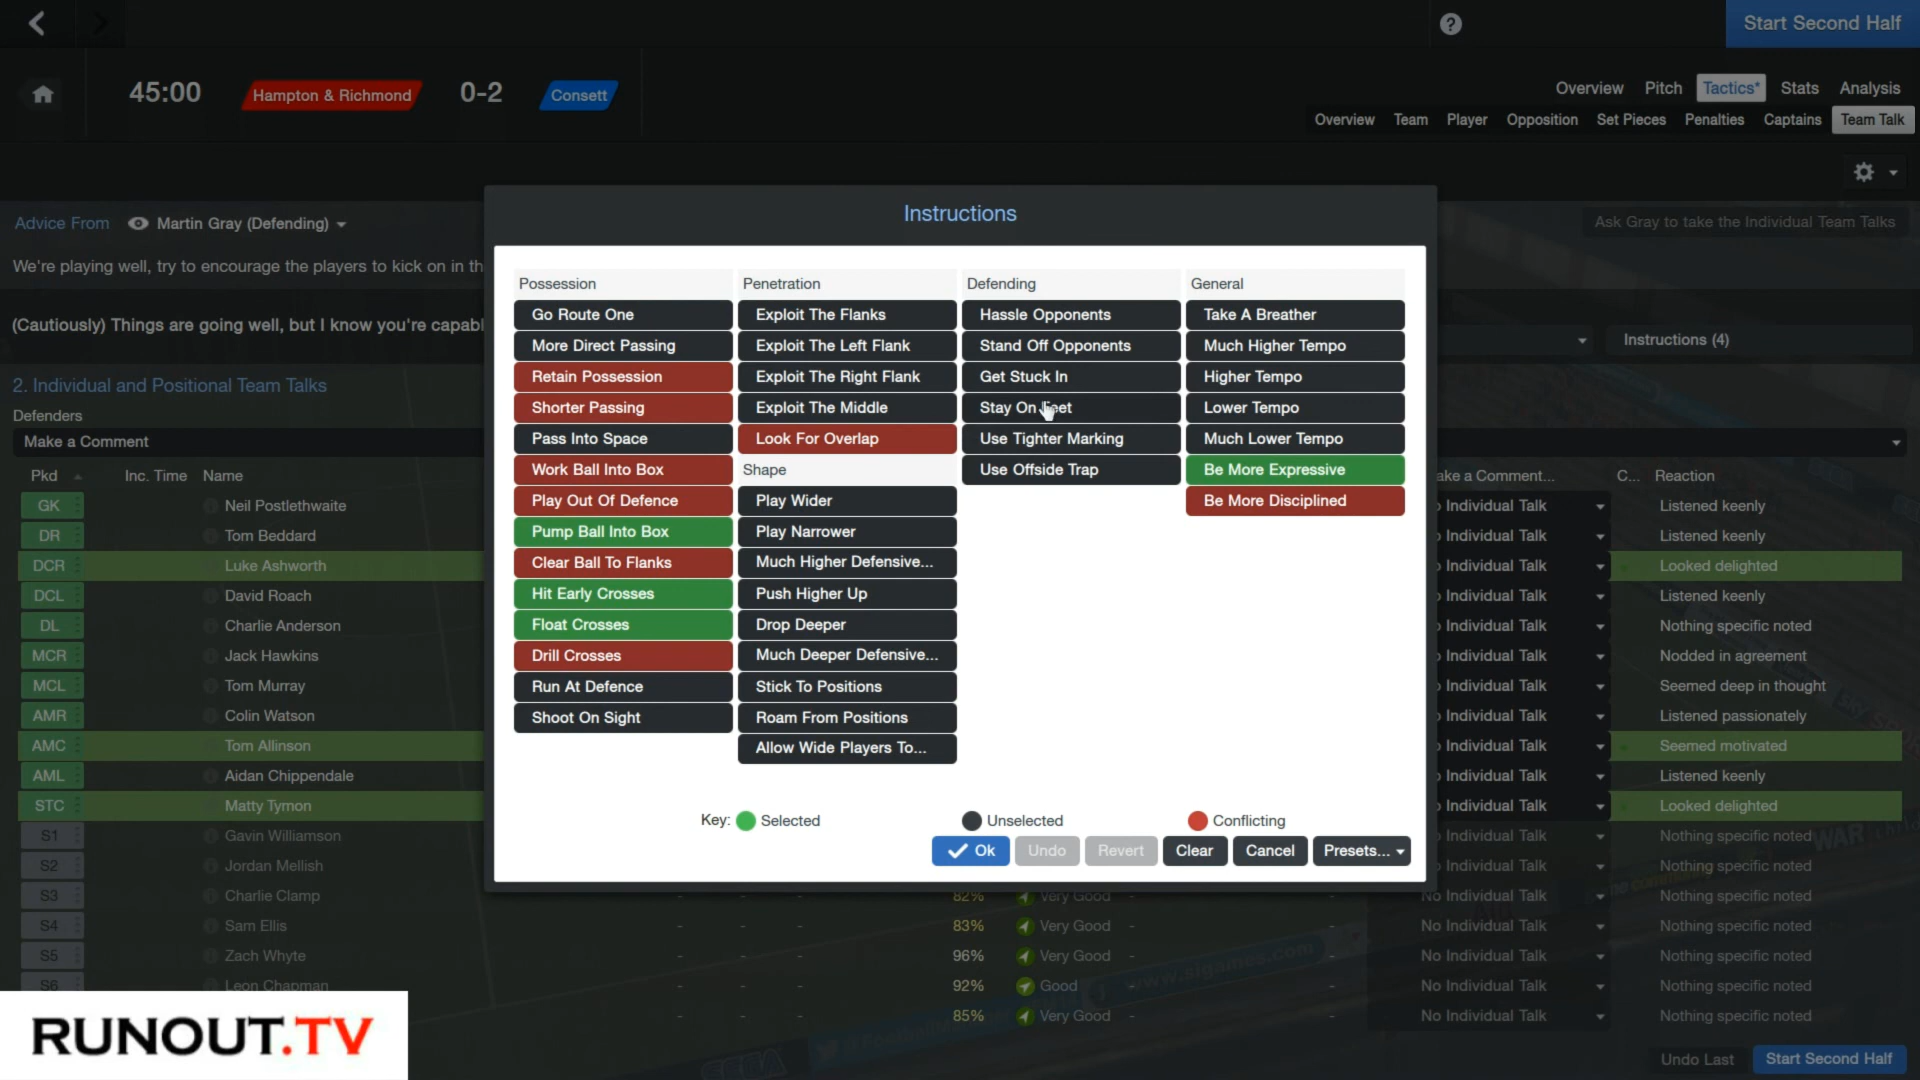 Start Second Half
45:00 Hampton & Richmond 0-2 Consett
Overview Pitch Tactics* Stats Analysis
Overview Team Player Opposition Set Pieces Penalties Captains Team Talk
Advice From Martin Gray (Defending)
Ask Gray to take the Individual Team Talks
We're playing well, try to encourage the players to kick on in th
(Cautiously) Things are going well, but I know you're capabl
Instructions (4)
2. Individual and Positional Team Talks
Defenders
Make a Comment
Pkd Inc. Time Name
ake a Comment... C... Reaction
GK Neil Postlethwaite Individual Talk Listened keenly
DR Tom Beddard Individual Talk Listened keenly
DCR Luke Ashworth Individual Talk Looked delighted
DCL David Roach Individual Talk Listened keenly
DL Charlie Anderson Individual Talk Nothing specific noted
MCR Jack Hawkins Individual Talk Nodded in agreement
MCL Tom Murray Individual Talk Seemed deep in thought
AMR Colin Watson Individual Talk Listened passionately
AMC Tom Allinson Individual Talk Seemed motivated
AML Aidan Chippendale Individual Talk Listened keenly
STC Matty Tymon Individual Talk Looked delighted
S1 Gavin Williamson Individual Talk Nothing specific noted
S2 Jordan Mellish Individual Talk Nothing specific noted
S3 Charlie Clamp 82% Very Good No Individual Talk Nothing specific noted
S4 Sam Ellis 83% Very Good No Individual Talk Nothing specific noted
S5 Zach Whyte 96% Very Good No Individual Talk Nothing specific noted
S6 Leon Chapman 92% Good No Individual Talk Nothing specific noted
85% Very Good No Individual Talk Nothing specific noted
Instructions
Possession
Go Route One
More Direct Passing
Retain Possession
Shorter Passing
Pass Into Space
Work Ball Into Box
Play Out Of Defence
Pump Ball Into Box
Clear Ball To Flanks
Hit Early Crosses
Float Crosses
Drill Crosses
Run At Defence
Shoot On Sight
Penetration
Exploit The Flanks
Exploit The Left Flank
Exploit The Right Flank
Exploit The Middle
Look For Overlap
Shape
Play Wider
Play Narrower
Much Higher Defensive...
Push Higher Up
Drop Deeper
Much Deeper Defensive...
Stick To Positions
Roam From Positions
Allow Wide Players To...
Defending
Hassle Opponents
Stand Off Opponents
Get Stuck In
Stay On Feet
Use Tighter Marking
Use Offside Trap
General
Take A Breather
Much Higher Tempo
Higher Tempo
Lower Tempo
Much Lower Tempo
Be More Expressive
Be More Disciplined
Key: Selected Unselected Conflicting
Ok Undo Revert Clear Cancel Presets...
www.sigames.com
SEGA
RUNOUT.TV
Undo Last Start Second Half